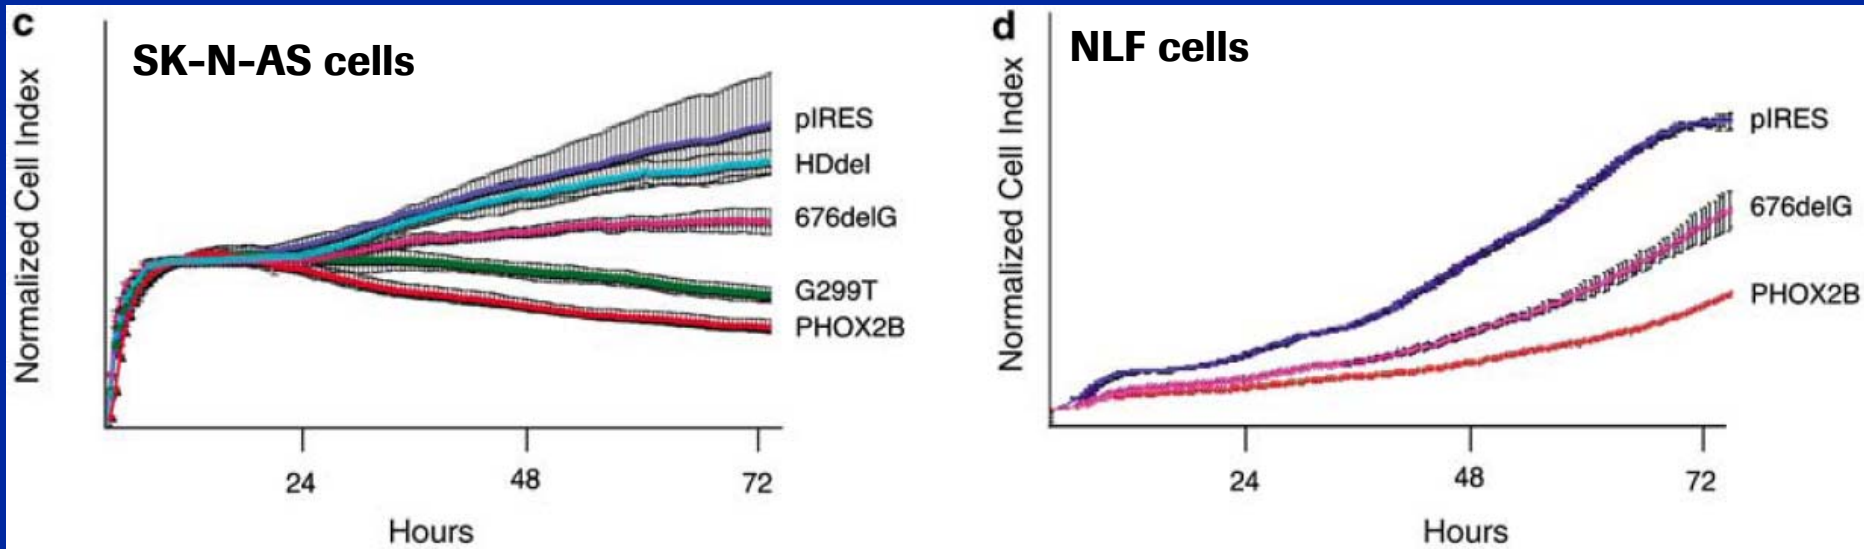 c
SK-N-AS cells
Normalized Cell Index
pIRES
HDdel
676delG
G299T
PHOX2B
24 48 72
Hours
d
NLF cells
Normalized Cell Index
pIRES
676delG
PHOX2B
24 48 72
Hours